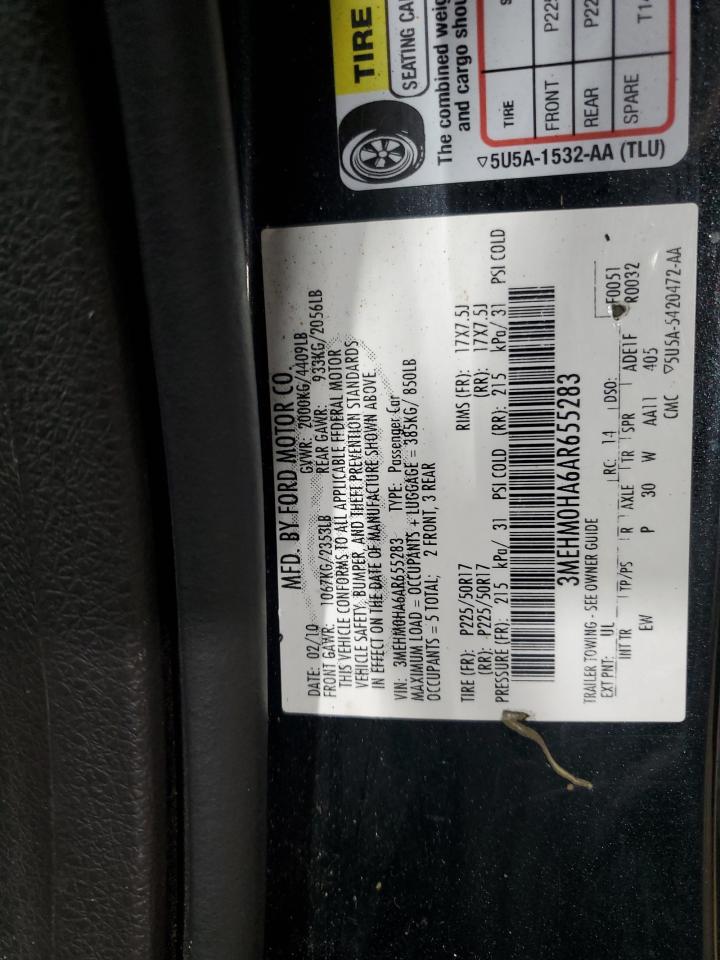 MFD. BY FORD MOTOR CO.
DATE: 02/10 GVWR: 2000KG/4409LB
FRONT GAWR: 1067KG/2353LB REAR GAWR: 933KG/2056LB
THIS VEHICLE CONFORMS TO ALL APPLICABLE FEDERAL MOTOR
VEHICLE SAFETY, BUMPER, AND THEFT PREVENTION STANDARDS
IN EFFECT ON THE DATE OF MANUFACTURE SHOWN ABOVE.
VIN: 3MEHM0HA6AR655283 TYPE: Passenger Car
MAXIMUM LOAD = OCCUPANTS + LUGGAGE = 385KG/ 850LB
OCCUPANTS = 5 TOTAL; 2 FRONT, 3 REAR
TIRE (FR): P225/50R17 RIMS (FR): 17X7.5J
(RR): P225/50R17 (RR): 17X7.5J
PRESSURE (FR): 215 kPa/ 31 PSI COLD (RR): 215 kPa/ 31 PSI COLD
3MEHM0HA6AR655283
TRAILER TOWING - SEE OWNER GUIDE
EXT PNT: UL RC: 14 DSO: F0051
INT TR TP/PS R AXLE TR SPR ADE1F R0032
EW P 30 W AA11 405
CMC ▽5U5A-5420472-AA
TIRE
SEATING CA
The combined weig
and cargo shou
TIRE S
FRONT P225
REAR P22
SPARE T14
▽5U5A-1532-AA (TLU)